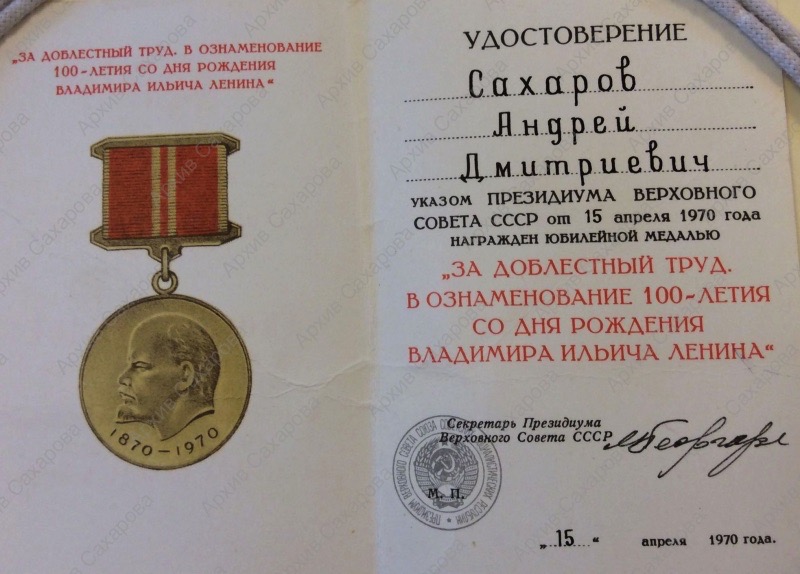 „ЗА ДОБЛЕСТНЫЙ ТРУД. В ОЗНАМЕНОВАНИЕ
100-ЛЕТИЯ СО ДНЯ РОЖДЕНИЯ
ВЛАДИМИРА ИЛЬИЧА ЛЕНИНА“
1870–1970
УДОСТОВЕРЕНИЕ
Сахаров
Андрей
Дмитриевич
УКАЗОМ ПРЕЗИДИУМА ВЕРХОВНОГО
СОВЕТА СССР от 15 апреля 1970 года
НАГРАЖДЕН ЮБИЛЕЙНОЙ МЕДАЛЬЮ
„ЗА ДОБЛЕСТНЫЙ ТРУД.
В ОЗНАМЕНОВАНИЕ 100-ЛЕТИЯ
СО ДНЯ РОЖДЕНИЯ
ВЛАДИМИРА ИЛЬИЧА ЛЕНИНА“
Секретарь Президиума
Верховного Совета СССР
М. П.
„15“ апреля 1970 года.
Архив Сахарова